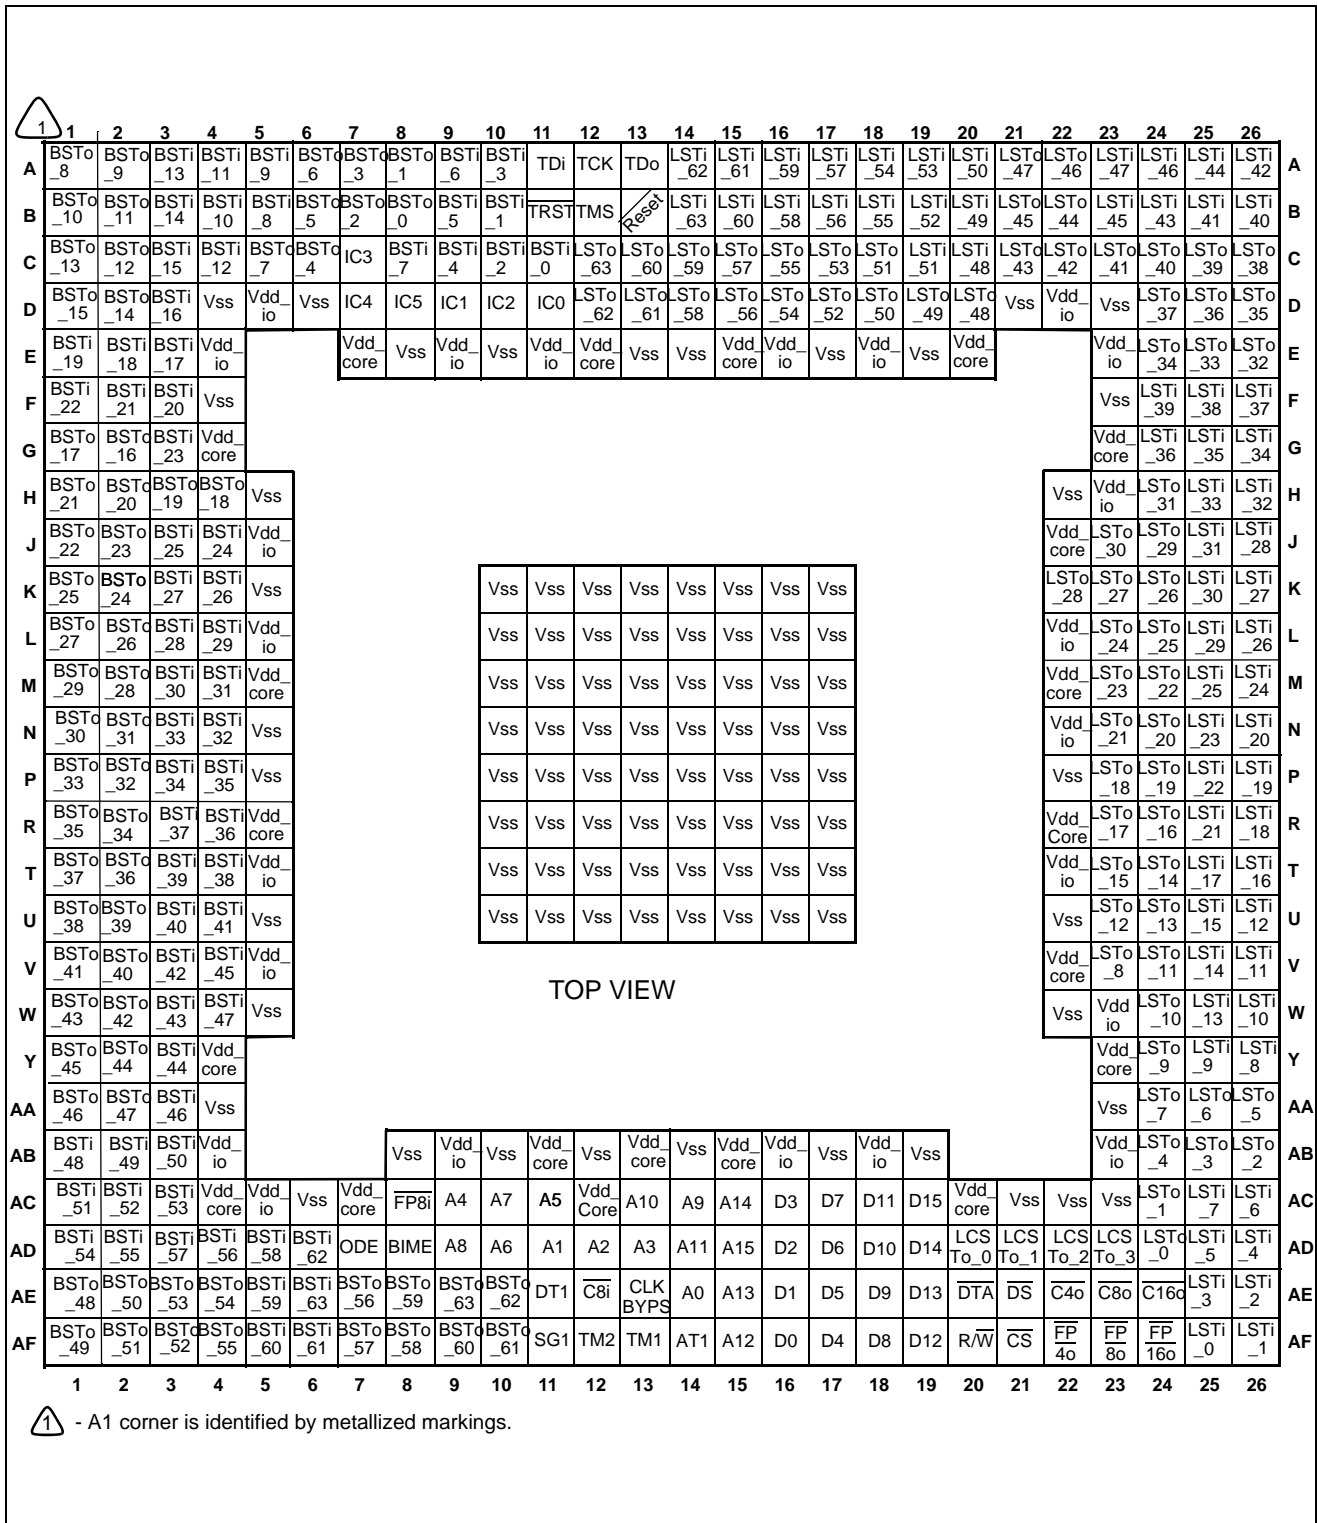 1
1 2 3 4 5 6 7 8 9 10 11 12 13 14 15 16 17 18 19 20 21 22 23 24 25 26
A BSTo_8 BSTo_9 BSTi_13 BSTi_11 BSTi_9 BSTo_6 BSTo_3 BSTo_1 BSTi_6 BSTi_3 TDi TCK TDo LSTi_62 LSTi_61 LSTi_59 LSTi_57 LSTi_54 LSTi_53 LSTi_50 LSTo_47 LSTo_46 LSTi_47 LSTi_46 LSTi_44 LSTi_42 A
B BSTo_10 BSTo_11 BSTi_14 BSTi_10 BSTi_8 BSTo_5 BSTo_2 BSTo_0 BSTi_5 BSTi_1 TRST TMS Reset LSTi_63 LSTi_60 LSTi_58 LSTi_56 LSTi_55 LSTi_52 LSTi_49 LSTo_45 LSTo_44 LSTi_45 LSTi_43 LSTi_41 LSTi_40 B
C BSTo_13 BSTo_12 BSTi_15 BSTi_12 BSTo_7 BSTo_4 IC3 BSTi_7 BSTi_4 BSTi_2 BSTi_0 LSTo_63 LSTo_60 LSTo_59 LSTo_57 LSTo_55 LSTo_53 LSTo_51 LSTi_51 LSTi_48 LSTo_43 LSTo_42 LSTo_41 LSTo_40 LSTo_39 LSTo_38 C
D BSTo_15 BSTo_14 BSTi_16 Vss Vdd_io Vss IC4 IC5 IC1 IC2 IC0 LSTo_62 LSTo_61 LSTo_58 LSTo_56 LSTo_54 LSTo_52 LSTo_50 LSTo_49 LSTo_48 Vss Vdd_io Vss LSTo_37 LSTo_36 LSTo_35 D
E BSTi_19 BSTi_18 BSTi_17 Vdd_io Vdd_core Vss Vdd_io Vss Vdd_io Vdd_core Vss Vss Vdd_core Vdd_io Vss Vdd_io Vss Vdd_core Vdd_io LSTo_34 LSTo_33 LSTo_32 E
F BSTi_22 BSTi_21 BSTi_20 Vss Vss LSTi_39 LSTi_38 LSTi_37 F
G BSTo_17 BSTo_16 BSTi_23 Vdd_core Vdd_core LSTi_36 LSTi_35 LSTi_34 G
H BSTo_21 BSTo_20 BSTo_19 BSTo_18 Vss Vss Vdd_io LSTo_31 LSTi_33 LSTi_32 H
J BSTo_22 BSTo_23 BSTi_25 BSTi_24 Vdd_io Vdd_core LSTo_30 LSTo_29 LSTi_31 LSTi_28 J
K BSTo_25 BSTo_24 BSTi_27 BSTi_26 Vss Vss Vss Vss Vss Vss Vss Vss Vss LSTo_28 LSTo_27 LSTo_26 LSTi_30 LSTi_27 K
L BSTo_27 BSTo_26 BSTi_28 BSTi_29 Vdd_io Vss Vss Vss Vss Vss Vss Vss Vss Vdd_io LSTo_24 LSTo_25 LSTi_29 LSTi_26 L
M BSTo_29 BSTo_28 BSTi_30 BSTi_31 Vdd_core Vss Vss Vss Vss Vss Vss Vss Vss Vdd_core LSTo_23 LSTo_22 LSTi_25 LSTi_24 M
N BSTo_30 BSTo_31 BSTi_33 BSTi_32 Vss Vss Vss Vss Vss Vss Vss Vss Vss Vdd_io LSTo_21 LSTo_20 LSTi_23 LSTi_20 N
P BSTo_33 BSTo_32 BSTi_34 BSTi_35 Vss Vss Vss Vss Vss Vss Vss Vss Vss Vss LSTo_18 LSTo_19 LSTi_22 LSTi_19 P
R BSTo_35 BSTo_34 BSTi_37 BSTi_36 Vdd_core Vss Vss Vss Vss Vss Vss Vss Vss Vdd_Core LSTo_17 LSTo_16 LSTi_21 LSTi_18 R
T BSTo_37 BSTo_36 BSTi_39 BSTi_38 Vdd_io Vss Vss Vss Vss Vss Vss Vss Vss Vdd_io LSTo_15 LSTo_14 LSTi_17 LSTi_16 T
U BSTo_38 BSTo_39 BSTi_40 BSTi_41 Vss Vss Vss Vss Vss Vss Vss Vss Vss Vss LSTo_12 LSTo_13 LSTi_15 LSTi_12 U
V BSTo_41 BSTo_40 BSTi_42 BSTi_45 Vdd_io Vdd_core LSTo_8 LSTo_11 LSTi_14 LSTi_11 V
TOP VIEW
W BSTo_43 BSTo_42 BSTi_43 BSTi_47 Vss Vss Vdd io LSTo_10 LSTi_13 LSTi_10 W
Y BSTo_45 BSTo_44 BSTi_44 Vdd_core Vdd_core LSTo_9 LSTi_9 LSTi_8 Y
AA BSTo_46 BSTo_47 BSTi_46 Vss Vss LSTo_7 LSTo_6 LSTo_5 AA
AB BSTi_48 BSTi_49 BSTi_50 Vdd_io Vss Vdd_io Vss Vdd_core Vss Vdd_core Vss Vdd_core Vdd_io Vss Vdd_io Vss Vdd_io LSTo_4 LSTo_3 LSTo_2 AB
AC BSTi_51 BSTi_52 BSTi_53 Vdd_core Vdd_io Vss Vdd_core FP8i A4 A7 A5 Vdd_Core A10 A9 A14 D3 D7 D11 D15 Vdd_core Vss Vss Vss LSTo_1 LSTi_7 LSTi_6 AC
AD BSTi_54 BSTi_55 BSTi_57 BSTi_56 BSTi_58 BSTi_62 ODE BIME A8 A6 A1 A2 A3 A11 A15 D2 D6 D10 D14 LCSTo_0 LCSTo_1 LCSTo_2 LCSTo_3 LSTo_0 LSTi_5 LSTi_4 AD
AE BSTo_48 BSTo_50 BSTo_53 BSTo_54 BSTi_59 BSTi_63 BSTo_56 BSTo_59 BSTo_63 BSTo_62 DT1 C8i CLK BYPS A0 A13 D1 D5 D9 D13 DTA DS C4o C8o C16o LSTi_3 LSTi_2 AE
AF BSTo_49 BSTo_51 BSTo_52 BSTo_55 BSTi_60 BSTi_61 BSTo_57 BSTo_58 BSTo_60 BSTo_61 SG1 TM2 TM1 AT1 A12 D0 D4 D8 D12 R/W CS FP 4o FP 8o FP 16o LSTi_0 LSTi_1 AF
1 2 3 4 5 6 7 8 9 10 11 12 13 14 15 16 17 18 19 20 21 22 23 24 25 26
1 - A1 corner is identified by metallized markings.